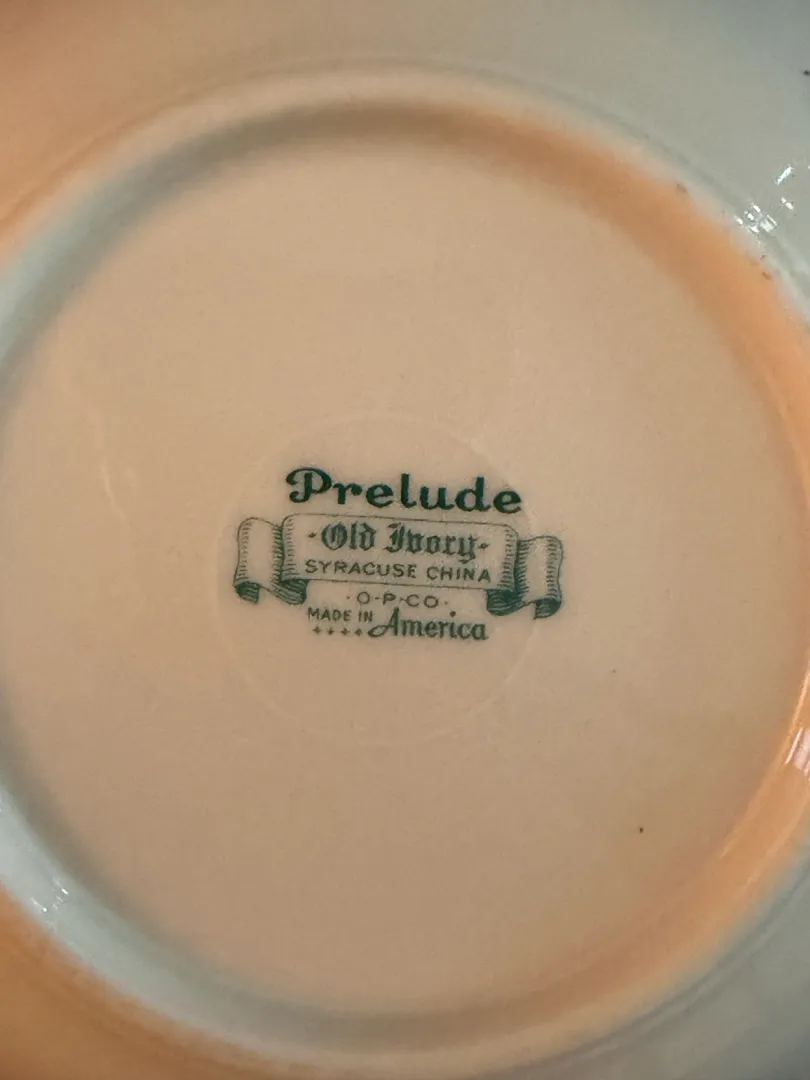 Prelude
-Old Ivory-
SYRACUSE CHINA
·O-P-CO·
MADE IN America